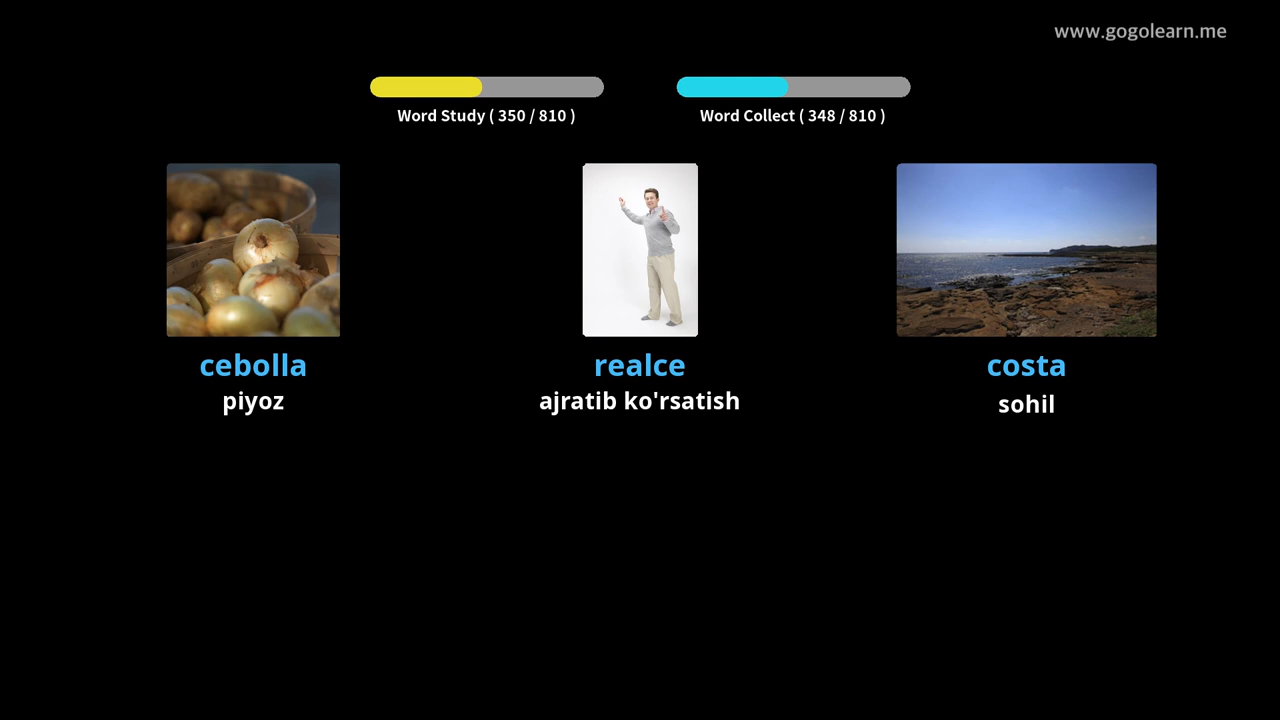 www.gogolearn.me
Word Study ( 350 / 810 )
Word Collect ( 348 / 810 )
cebolla
piyoz
realce
ajratib ko'rsatish
costa
sohil